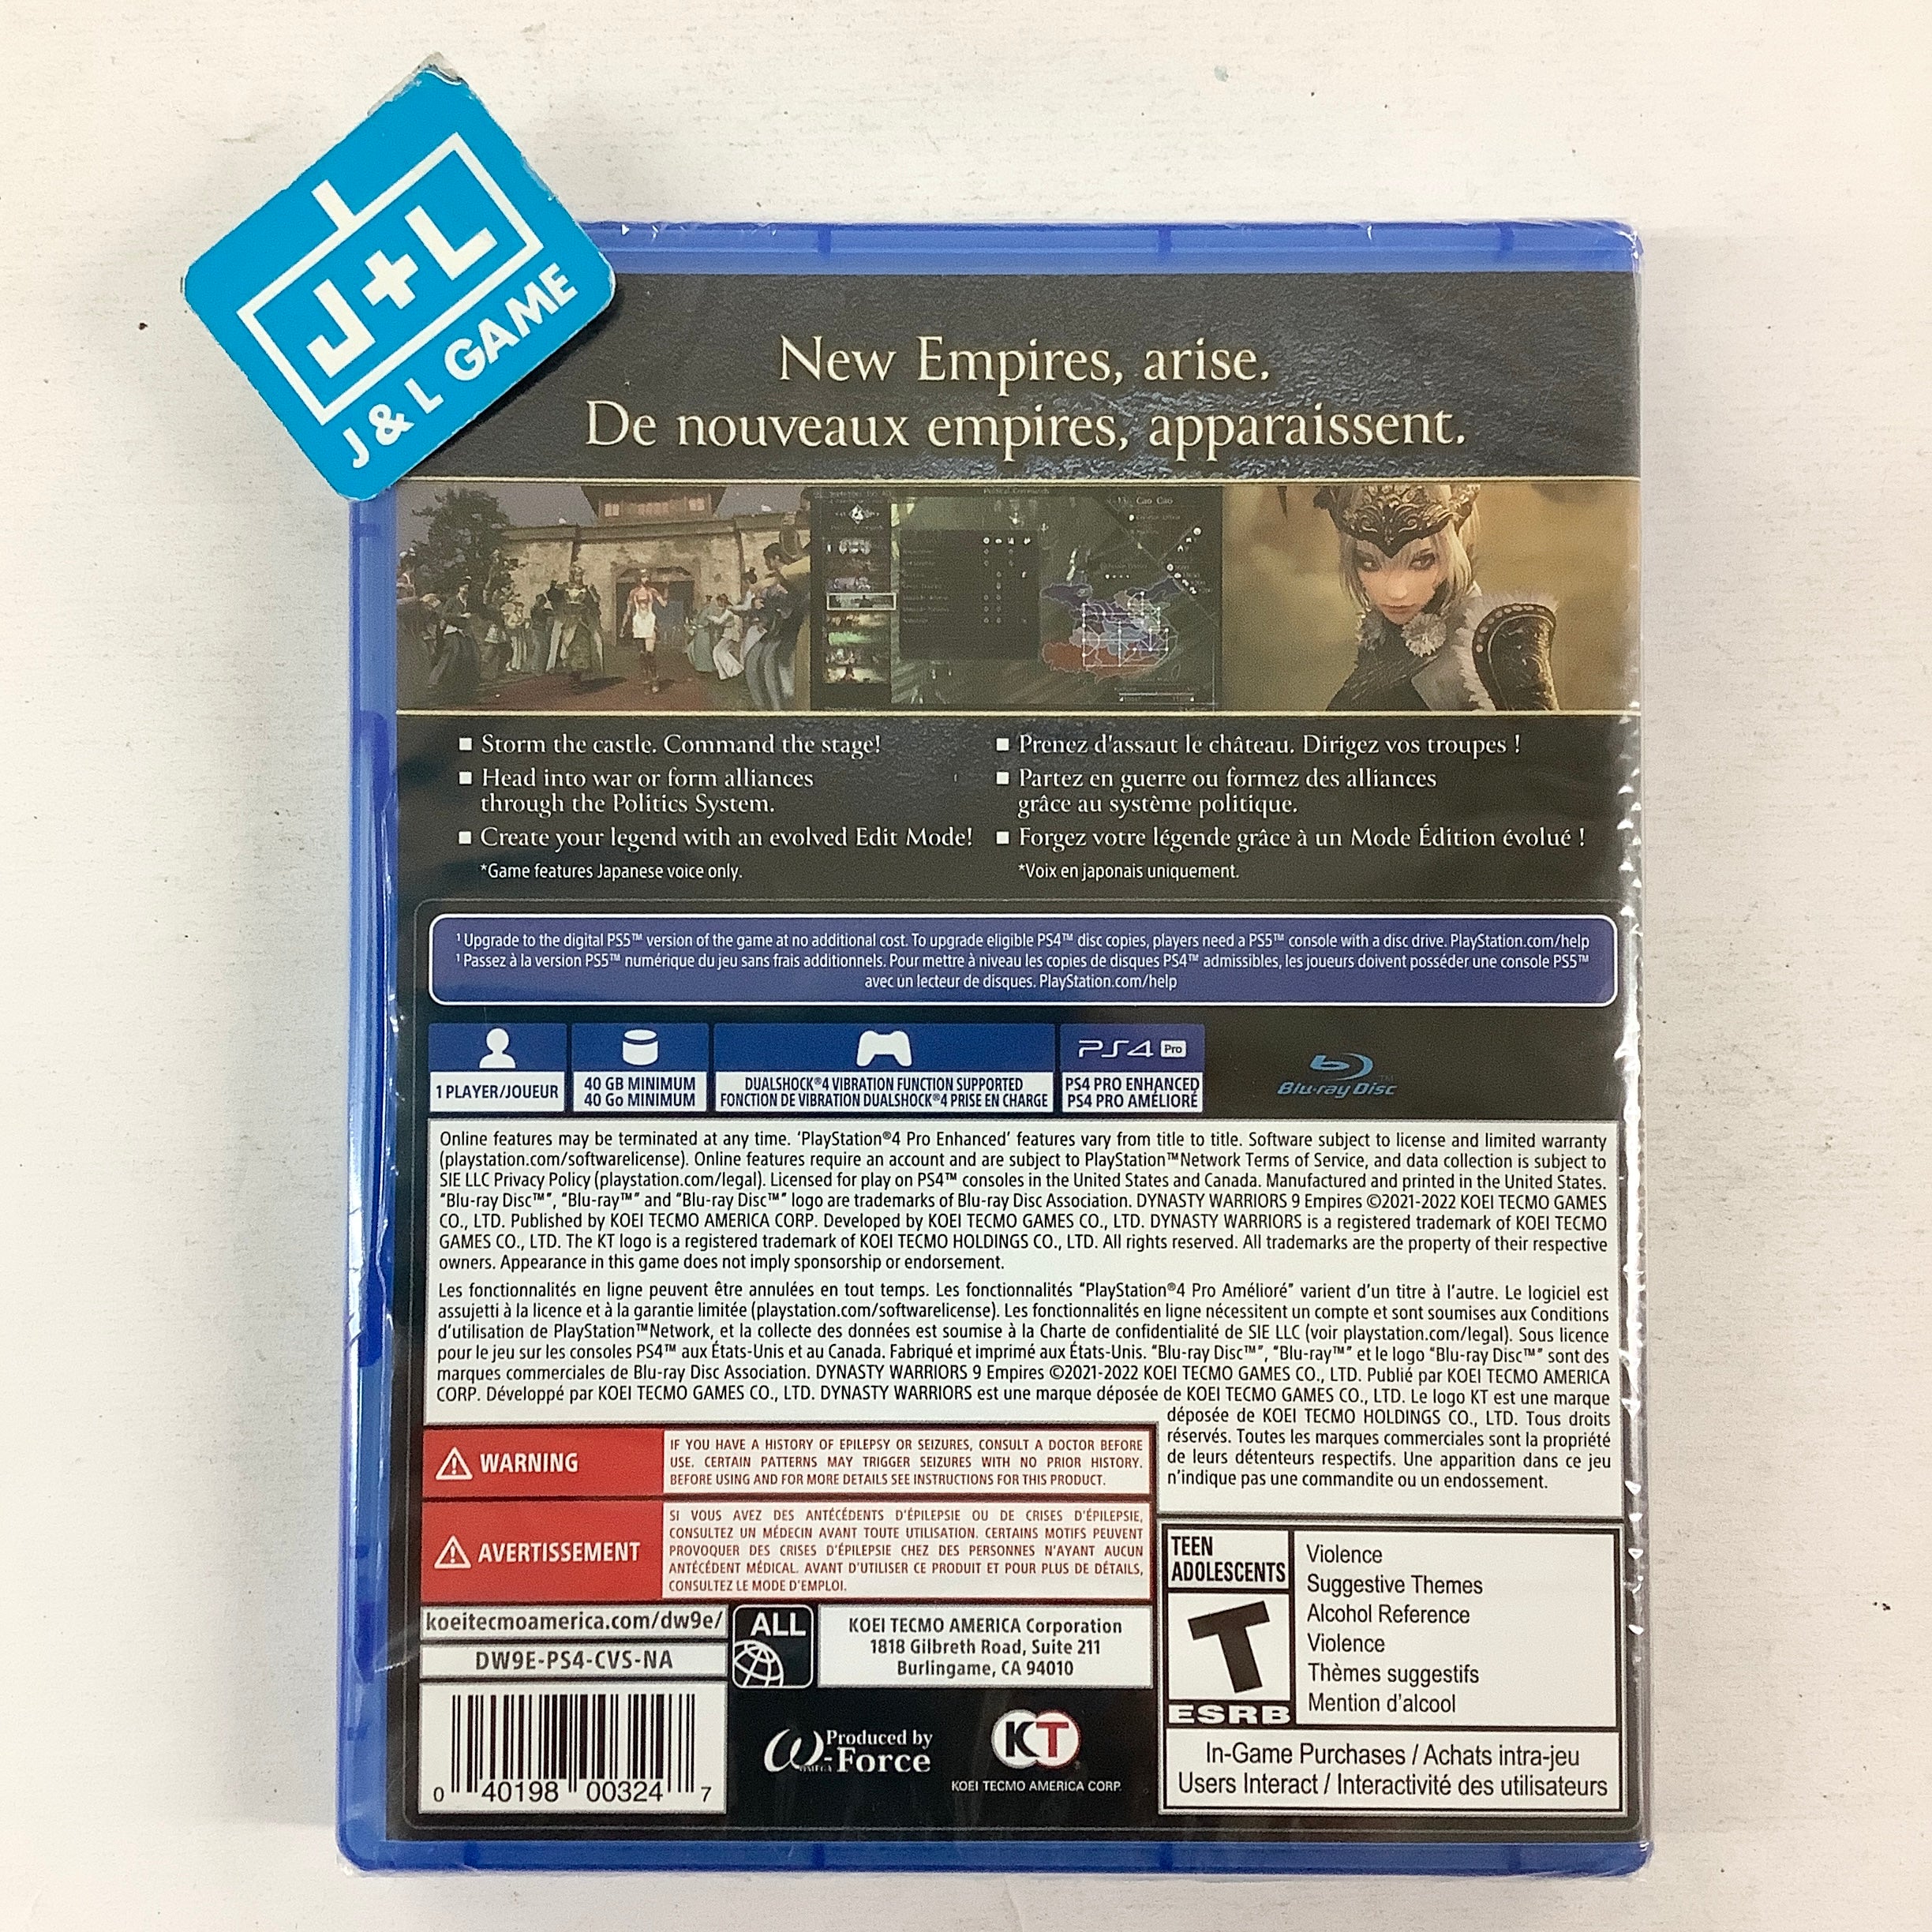 J+L
J & L GAME
New Empires, arise.
De nouveaux empires, apparaissent.
Political Commands
Cao Cao
■ Storm the castle. Command the stage!
■ Head into war or form alliances
through the Politics System.
■ Create your legend with an evolved Edit Mode!
*Game features Japanese voice only.
■ Prenez d'assaut le château. Dirigez vos troupes !
■ Partez en guerre ou formez des alliances
grâce au système politique.
■ Forgez votre légende grâce à un Mode Édition évolué !
*Voix en japonais uniquement.
¹ Upgrade to the digital PS5™ version of the game at no additional cost. To upgrade eligible PS4™ disc copies, players need a PS5™ console with a disc drive. PlayStation.com/help
¹ Passez à la version PS5™ numérique du jeu sans frais additionnels. Pour mettre à niveau les copies de disques PS4™ admissibles, les joueurs doivent posséder une console PS5™
avec un lecteur de disques. PlayStation.com/help
1 PLAYER/JOUEUR
40 GB MINIMUM
40 Go MINIMUM
DUALSHOCK®4 VIBRATION FUNCTION SUPPORTED
FONCTION DE VIBRATION DUALSHOCK®4 PRISE EN CHARGE
PS4 Pro
PS4 PRO ENHANCED
PS4 PRO AMÉLIORÉ
Blu-ray Disc™
Online features may be terminated at any time. 'PlayStation®4 Pro Enhanced' features vary from title to title. Software subject to license and limited warranty
(playstation.com/softwarelicense). Online features require an account and are subject to PlayStation™Network Terms of Service, and data collection is subject to
SIE LLC Privacy Policy (playstation.com/legal). Licensed for play on PS4™ consoles in the United States and Canada. Manufactured and printed in the United States.
"Blu-ray Disc™", "Blu-ray™" and "Blu-ray Disc™" logo are trademarks of Blu-ray Disc Association. DYNASTY WARRIORS 9 Empires ©2021-2022 KOEI TECMO GAMES
CO., LTD. Published by KOEI TECMO AMERICA CORP. Developed by KOEI TECMO GAMES CO., LTD. DYNASTY WARRIORS is a registered trademark of KOEI TECMO
GAMES CO., LTD. The KT logo is a registered trademark of KOEI TECMO HOLDINGS CO., LTD. All rights reserved. All trademarks are the property of their respective
owners. Appearance in this game does not imply sponsorship or endorsement.
Les fonctionnalités en ligne peuvent être annulées en tout temps. Les fonctionnalités "PlayStation®4 Pro Amélioré" varient d'un titre à l'autre. Le logiciel est
assujetti à la licence et à la garantie limitée (playstation.com/softwarelicense). Les fonctionnalités en ligne nécessitent un compte et sont soumises aux Conditions
d'utilisation de PlayStation™Network, et la collecte des données est soumise à la Charte de confidentialité de SIE LLC (voir playstation.com/legal). Sous licence
pour le jeu sur les consoles PS4™ aux États-Unis et au Canada. Fabriqué et imprimé aux États-Unis. "Blu-ray Disc™", "Blu-ray™" et le logo "Blu-ray Disc™" sont des
marques commerciales de Blu-ray Disc Association. DYNASTY WARRIORS 9 Empires ©2021-2022 KOEI TECMO GAMES CO., LTD. Publié par KOEI TECMO AMERICA
CORP. Développé par KOEI TECMO GAMES CO., LTD. DYNASTY WARRIORS est une marque déposée de KOEI TECMO GAMES CO., LTD. Le logo KT est une marque
déposée de KOEI TECMO HOLDINGS CO., LTD. Tous droits
réservés. Toutes les marques commerciales sont la propriété
de leurs détenteurs respectifs. Une apparition dans ce jeu
n'indique pas une commandite ou un endossement.
WARNING
IF YOU HAVE A HISTORY OF EPILEPSY OR SEIZURES, CONSULT A DOCTOR BEFORE
USE. CERTAIN PATTERNS MAY TRIGGER SEIZURES WITH NO PRIOR HISTORY.
BEFORE USING AND FOR MORE DETAILS SEE INSTRUCTIONS FOR THIS PRODUCT.
AVERTISSEMENT
SI VOUS AVEZ DES ANTÉCÉDENTS D'ÉPILEPSIE OU DE CRISES D'ÉPILEPSIE,
CONSULTEZ UN MÉDECIN AVANT TOUTE UTILISATION. CERTAINS MOTIFS PEUVENT
PROVOQUER DES CRISES D'ÉPILEPSIE CHEZ DES PERSONNES N'AYANT AUCUN
ANTÉCÉDENT MÉDICAL. AVANT D'UTILISER CE PRODUIT ET POUR PLUS DE DÉTAILS,
CONSULTEZ LE MODE D'EMPLOI.
koeitecmoamerica.com/dw9e/
DW9E-PS4-CVS-NA
ALL
KOEI TECMO AMERICA Corporation
1818 Gilbreth Road, Suite 211
Burlingame, CA 94010
TEEN
ADOLESCENTS
T
ESRB
Violence
Suggestive Themes
Alcohol Reference
Violence
Thèmes suggestifs
Mention d'alcool
In-Game Purchases / Achats intra-jeu
Users Interact / Interactivité des utilisateurs
0 40198 00324 7
Produced by
ω-Force
OMEGA
KT
KOEI TECMO AMERICA CORP.